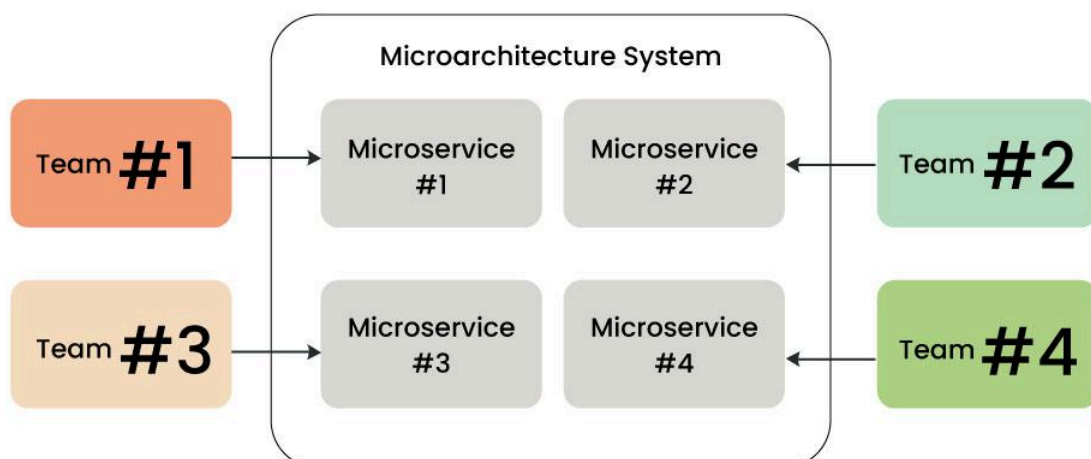 Microarchitecture System
Team #1
Microservice
#1
Microservice
#2
Team #2
Team #3
Microservice
#3
Microservice
#4
Team #4